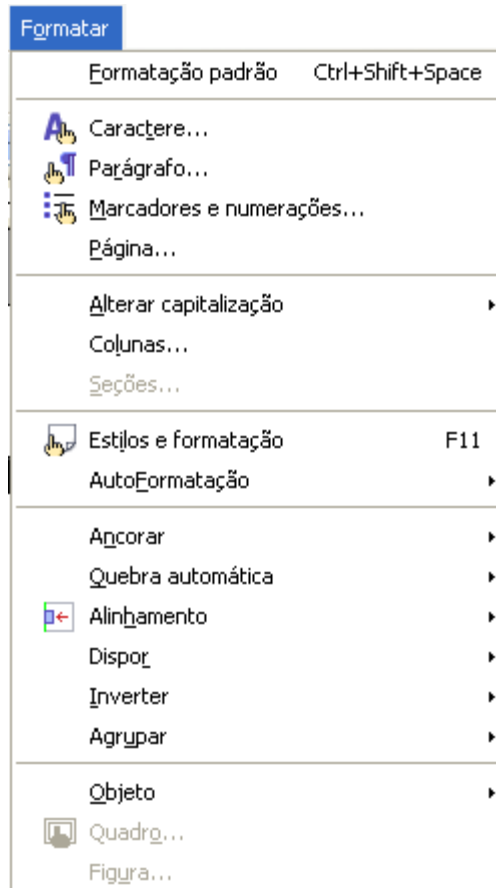 Formatar
Formatação padrão Ctrl+Shift+Space
Caractere...
Parágrafo...
Marcadores e numerações...
Página...
Alterar capitalização
Colunas...
Seções...
Estilos e formatação F11
AutoFormatação
Ancorar
Quebra automática
Alinhamento
Dispor
Inverter
Agrupar
Objeto
Quadro...
Figura...